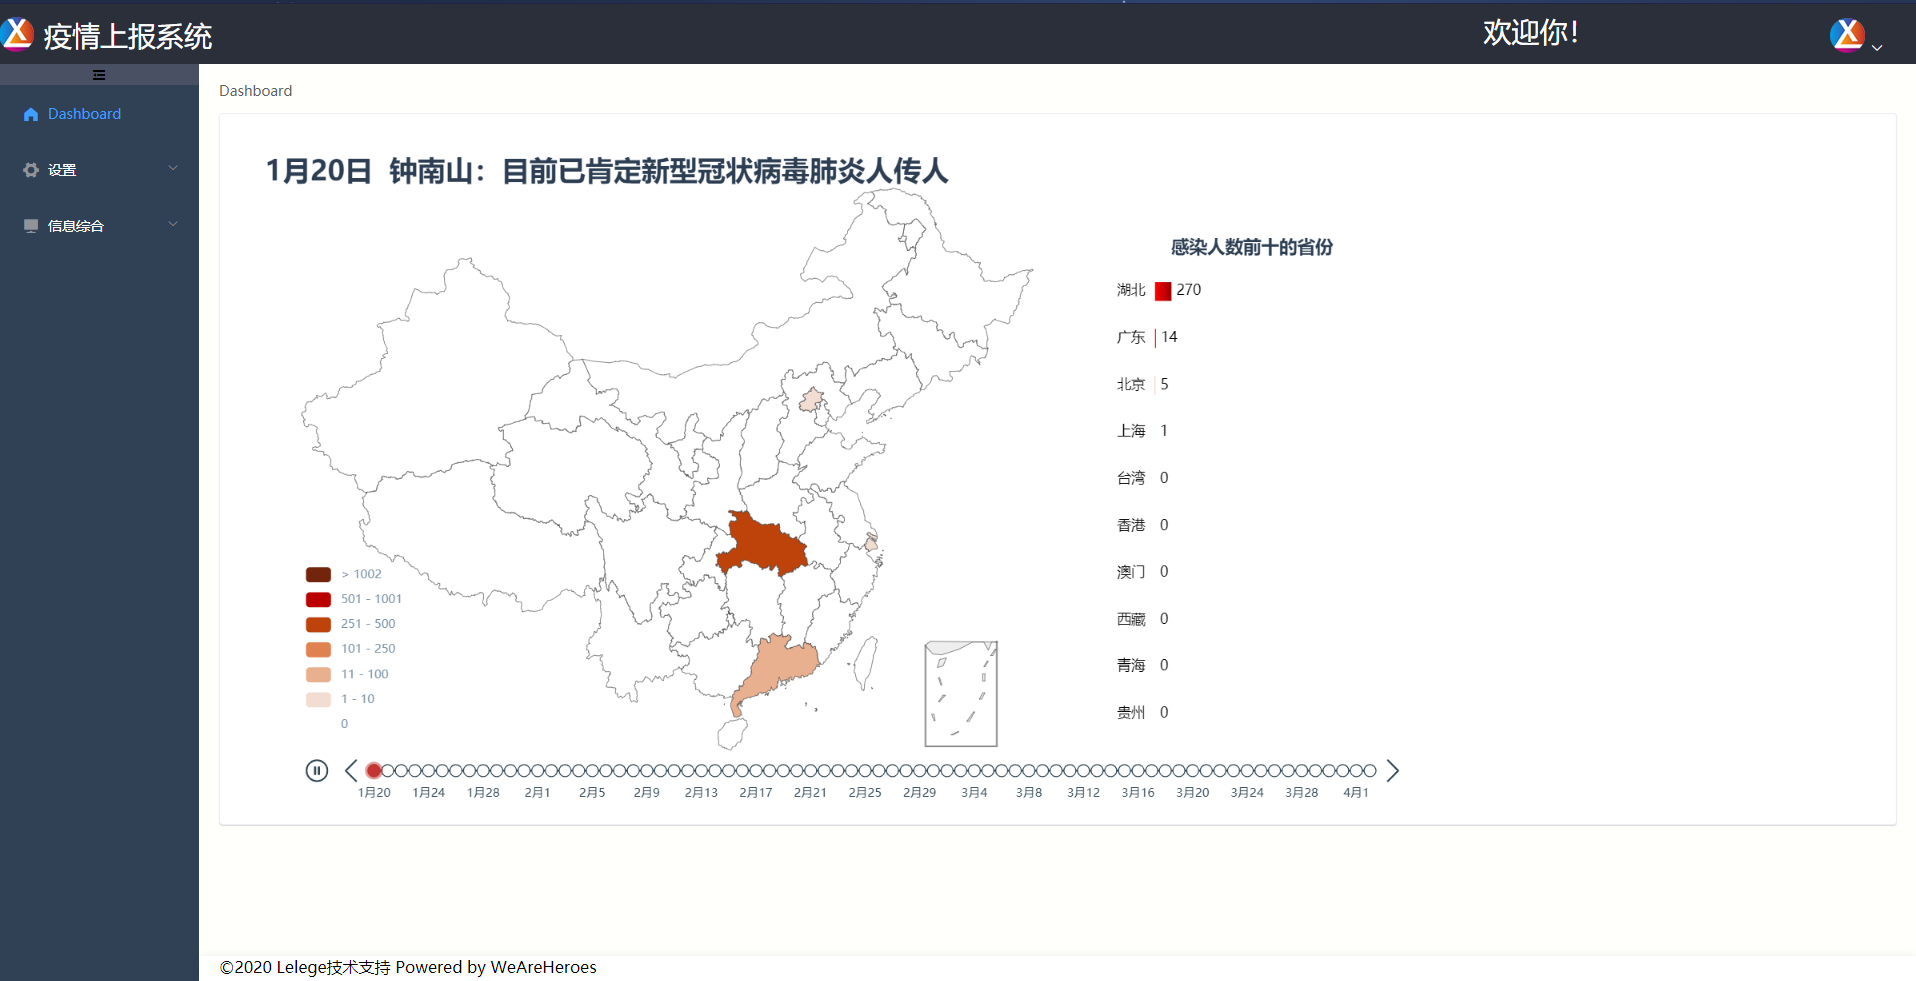 疫情上报系统
欢迎你!
Dashboard
设置
信息综合
Dashboard
1月20日 钟南山：目前已肯定新型冠状病毒肺炎人传人
感染人数前十的省份
湖北 270
广东 14
北京 5
上海 1
台湾 0
香港 0
澳门 0
西藏 0
青海 0
贵州 0
> 1002
501 - 1001
251 - 500
101 - 250
11 - 100
1 - 10
0
1月20 1月24 1月28 2月1 2月5 2月9 2月13 2月17 2月21 2月25 2月29 3月4 3月8 3月12 3月16 3月20 3月24 3月28 4月1
©2020 Lelege技术支持 Powered by WeAreHeroes